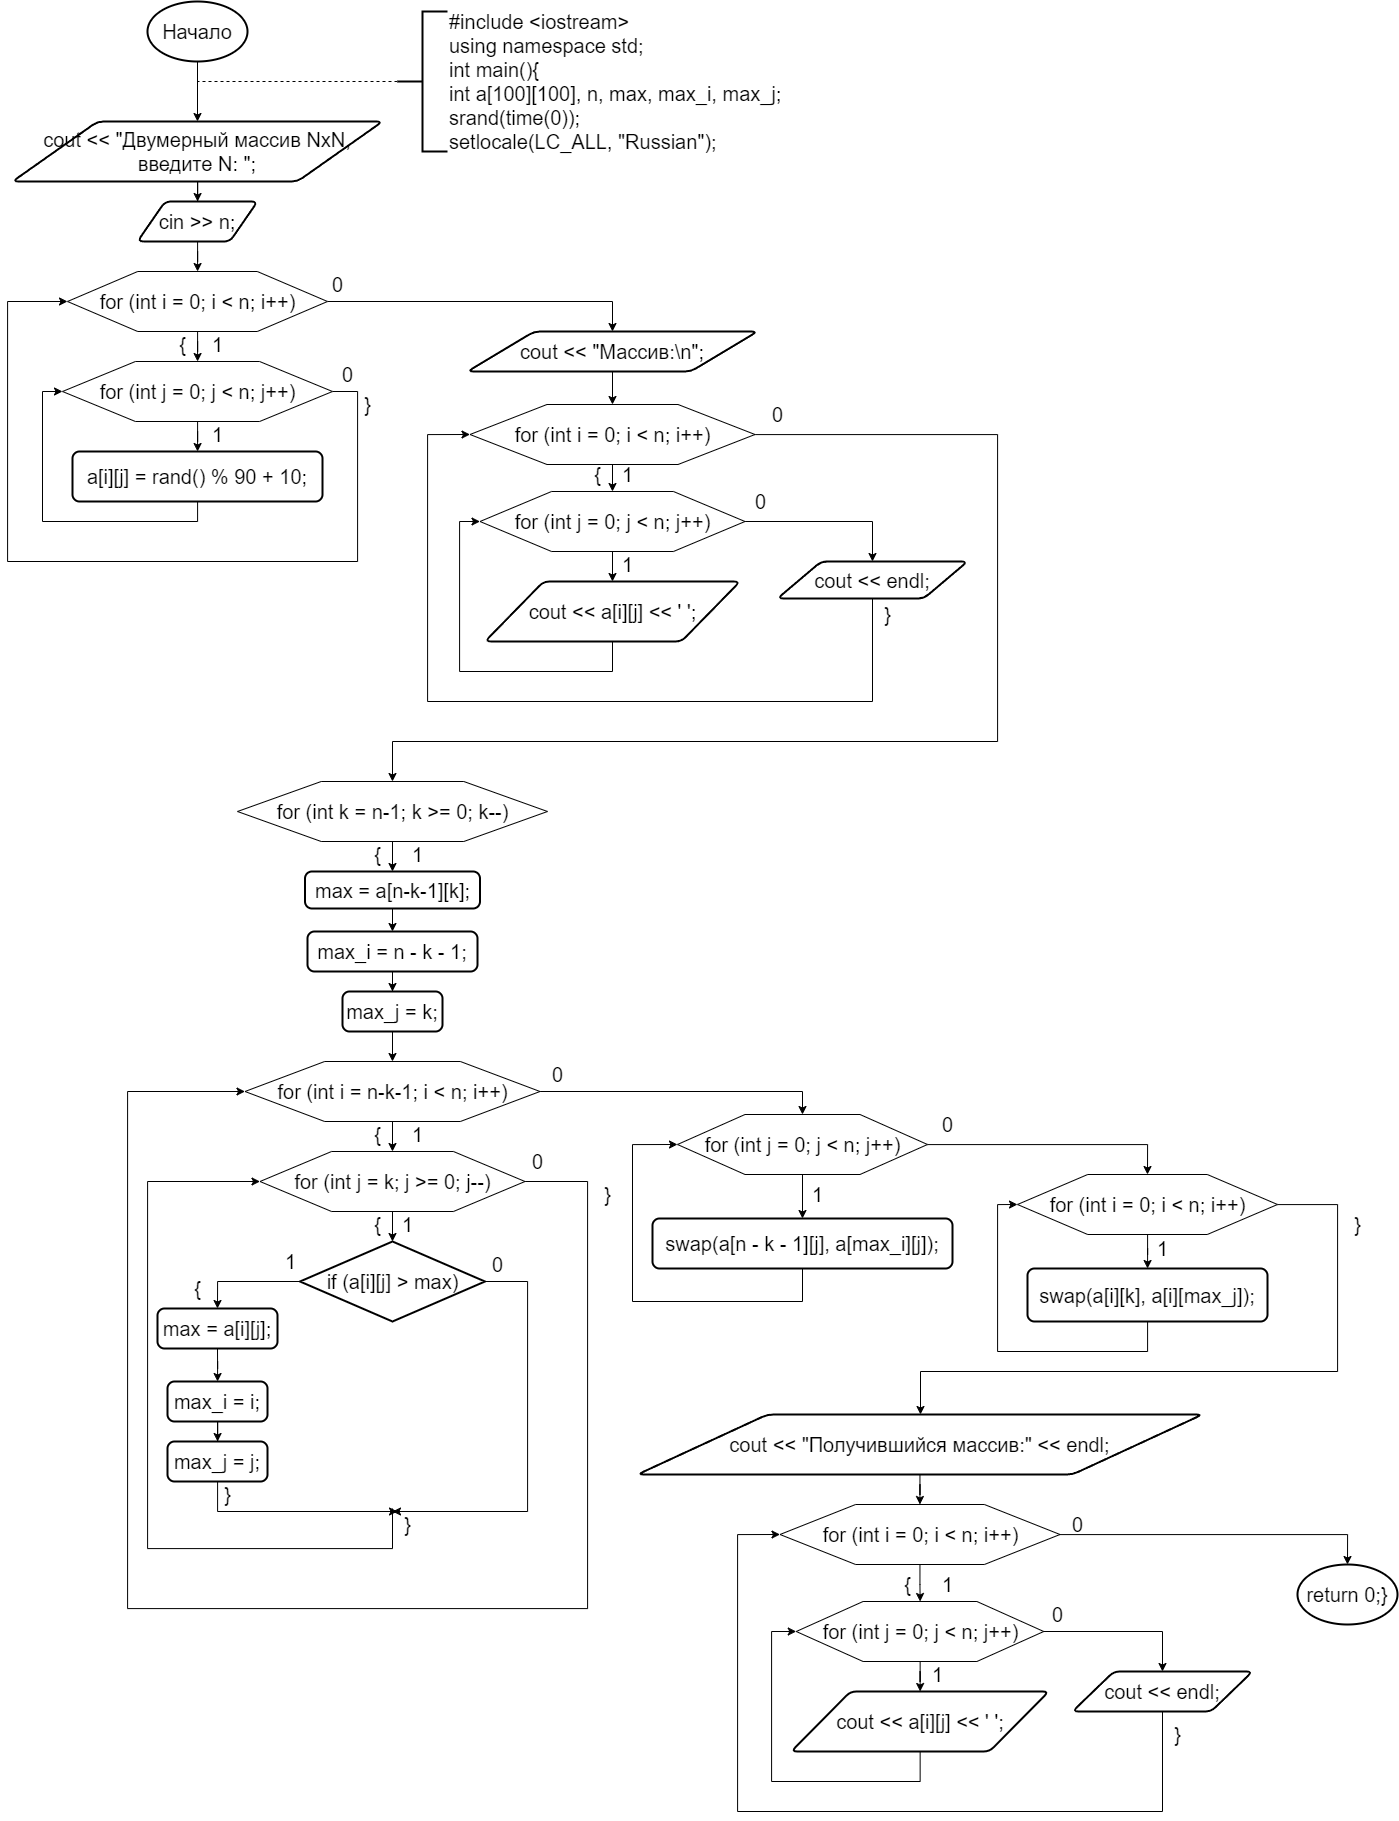 Начало
#include <iostream>
using namespace std;
int main(){
int a[100][100], n, max, max_i, max_j;
srand(time(0));
setlocale(LC_ALL, "Russian");
cout << "Двумерный массив NxN,
введите N: ";
cin >> n;
for (int i = 0; i < n; i++)
0
{ 1
for (int j = 0; j < n; j++)
0
}
1
a[i][j] = rand() % 90 + 10;
cout << "Массив:\n";
for (int i = 0; i < n; i++)
0
{ 1
for (int j = 0; j < n; j++)
0
1
cout << a[i][j] << ' ';
cout << endl;
}
for (int k = n-1; k >= 0; k--)
{ 1
max = a[n-k-1][k];
max_i = n - k - 1;
max_j = k;
for (int i = n-k-1; i < n; i++)
0
{ 1
for (int j = k; j >= 0; j--)
0
}
{ 1
if (a[i][j] > max)
1
0
{
max = a[i][j];
max_i = i;
max_j = j;
}
}
for (int j = 0; j < n; j++)
0
1
swap(a[n - k - 1][j], a[max_i][j]);
for (int i = 0; i < n; i++)
}
1
swap(a[i][k], a[i][max_j]);
cout << "Получившийся массив:" << endl;
for (int i = 0; i < n; i++)
0
{ 1
for (int j = 0; j < n; j++)
0
1
cout << a[i][j] << ' ';
cout << endl;
}
return 0;}